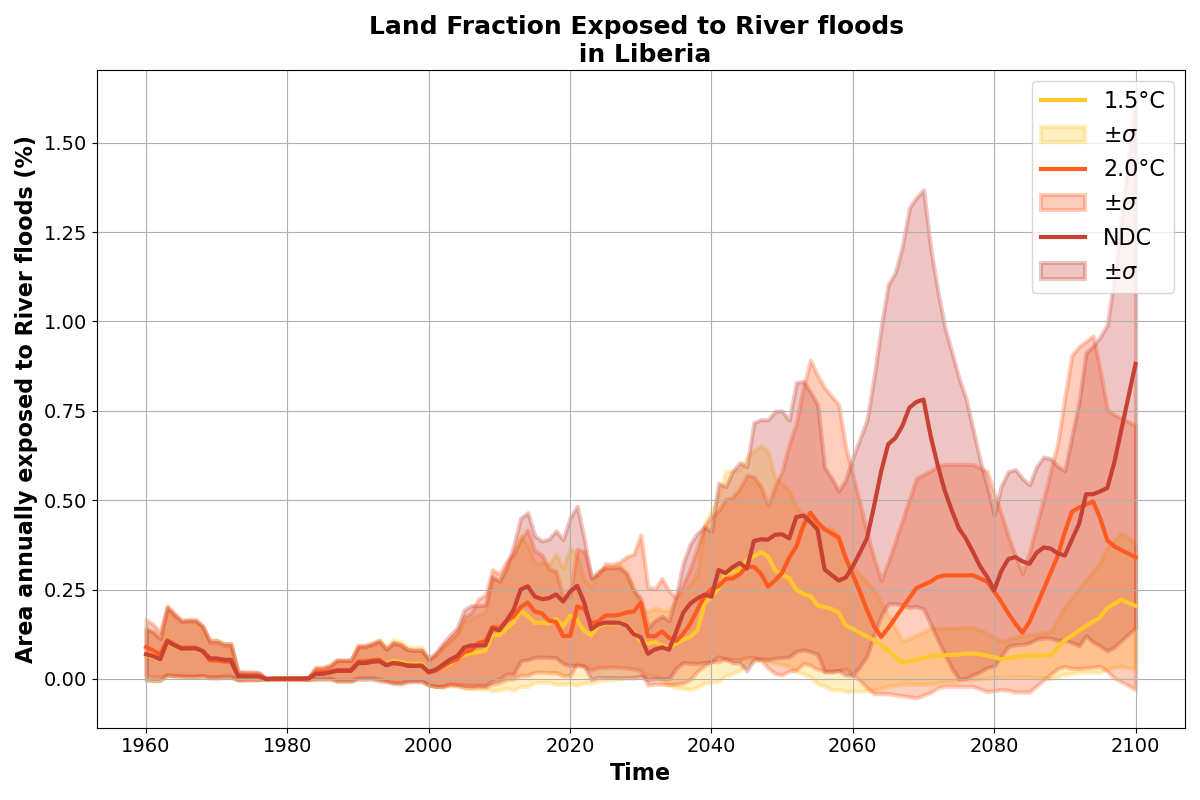 Land Fraction Exposed to River floods
in Liberia
Area annually exposed to River floods (%)
1.50
1.25
1.00
0.75
0.50
0.25
0.00
1.5°C
±σ
2.0°C
±σ
NDC
±σ
1960
1980
2000
2020
2040
2060
2080
2100
Time